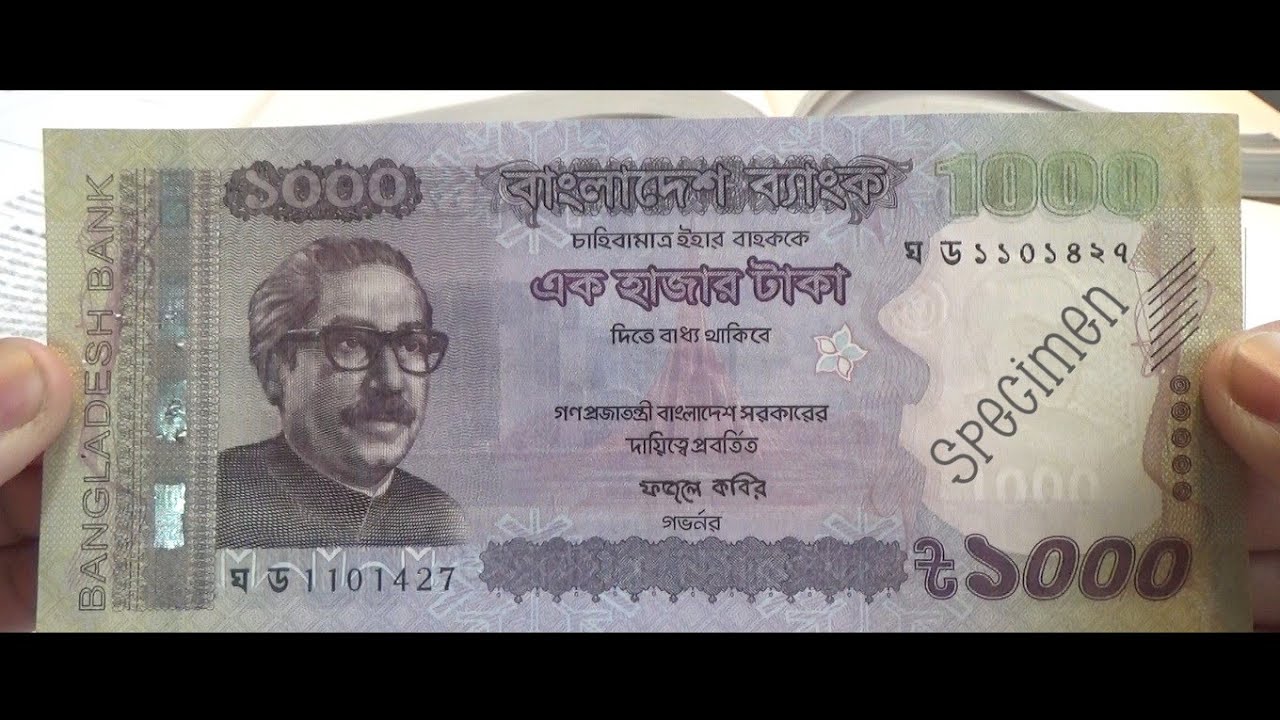 BANGLADESH BANK
১০০০
বাংলাদেশ ব্যাংক
1000
চাহিবামাত্র ইহার বাহককে
ঘ ড ১১০১৪২৭
এক হাজার টাকা
দিতে বাধ্য থাকিবে
Specimen
গণপ্রজাতন্ত্রী বাংলাদেশ সরকারের
দায়িত্বে প্রবর্তিত
ফজলে কবির
গভর্নর
1000
ঘ ড 1101427
৳১০০০